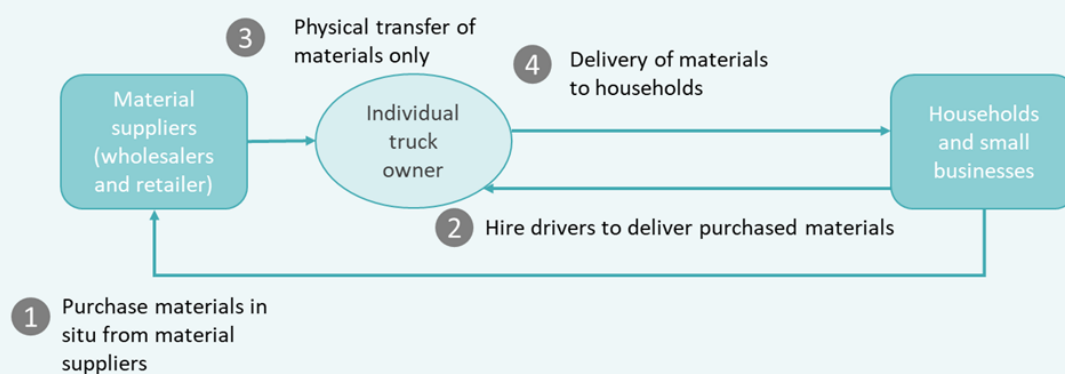 3
Physical transfer of
materials only
4
Delivery of materials
to households
Material
suppliers
(wholesalers
and retailer)
Individual
truck
owner
Households
and small
businesses
2
Hire drivers to deliver purchased materials
1
Purchase materials in
situ from material
suppliers